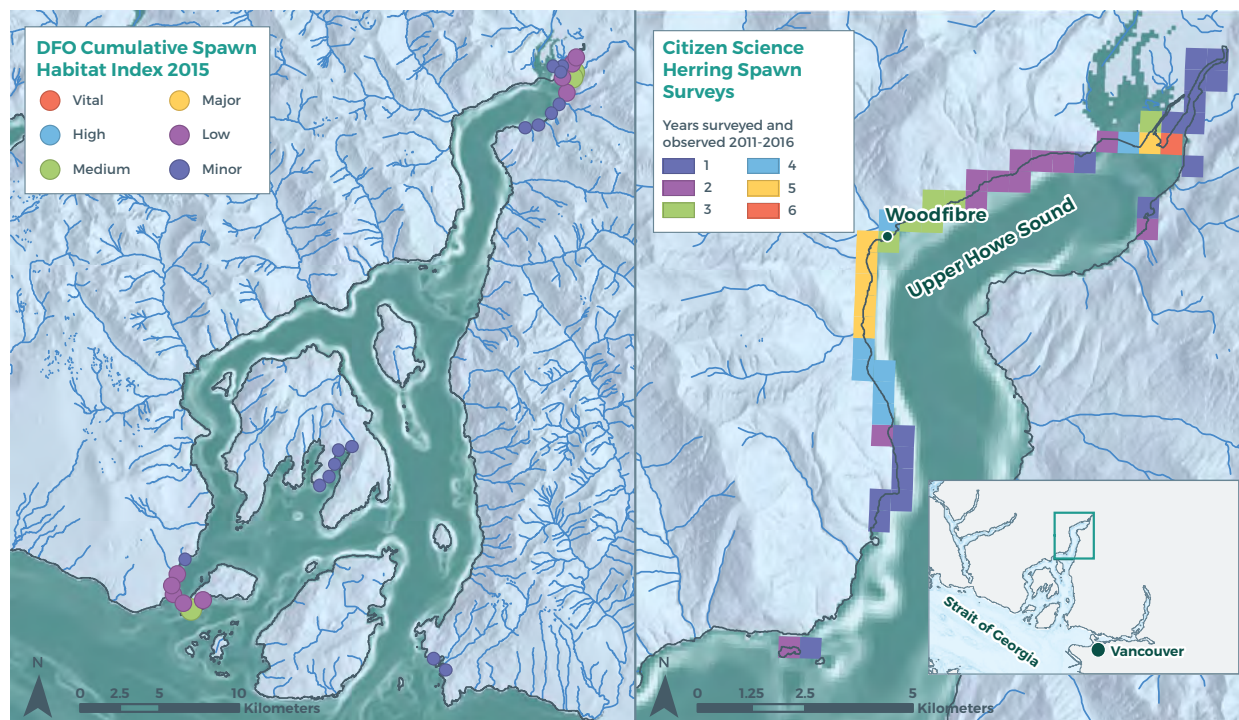 DFO Cumulative Spawn
Habitat Index 2015
Vital
Major
High
Low
Medium
Minor
N
0 2.5 5 10
Kilometers
Citizen Science
Herring Spawn
Surveys
Years surveyed and
observed 2011-2016
1 4
2 5
3 6
Woodfibre
Upper Howe Sound
Strait of Georgia
Vancouver
N
0 1.25 2.5 5
Kilometers